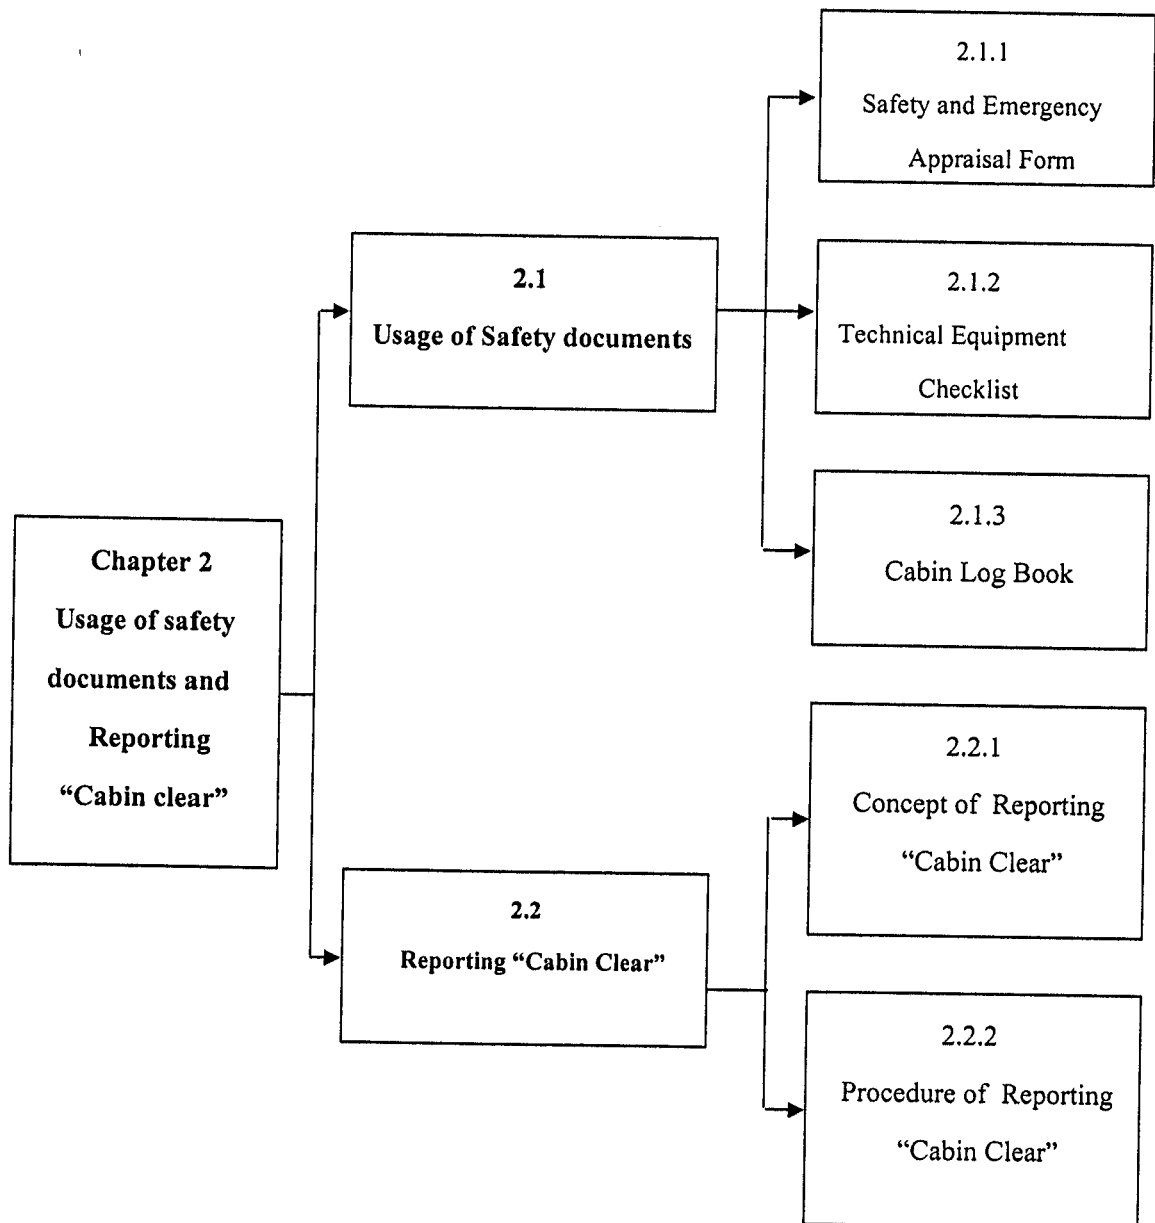 Chapter 2
Usage of safety
documents and
Reporting
“Cabin clear”
2.1
Usage of Safety documents
2.1.1
Safety and Emergency
Appraisal Form
2.1.2
Technical Equipment
Checklist
2.1.3
Cabin Log Book
2.2
Reporting “Cabin Clear”
2.2.1
Concept of Reporting
“Cabin Clear”
2.2.2
Procedure of Reporting
“Cabin Clear”